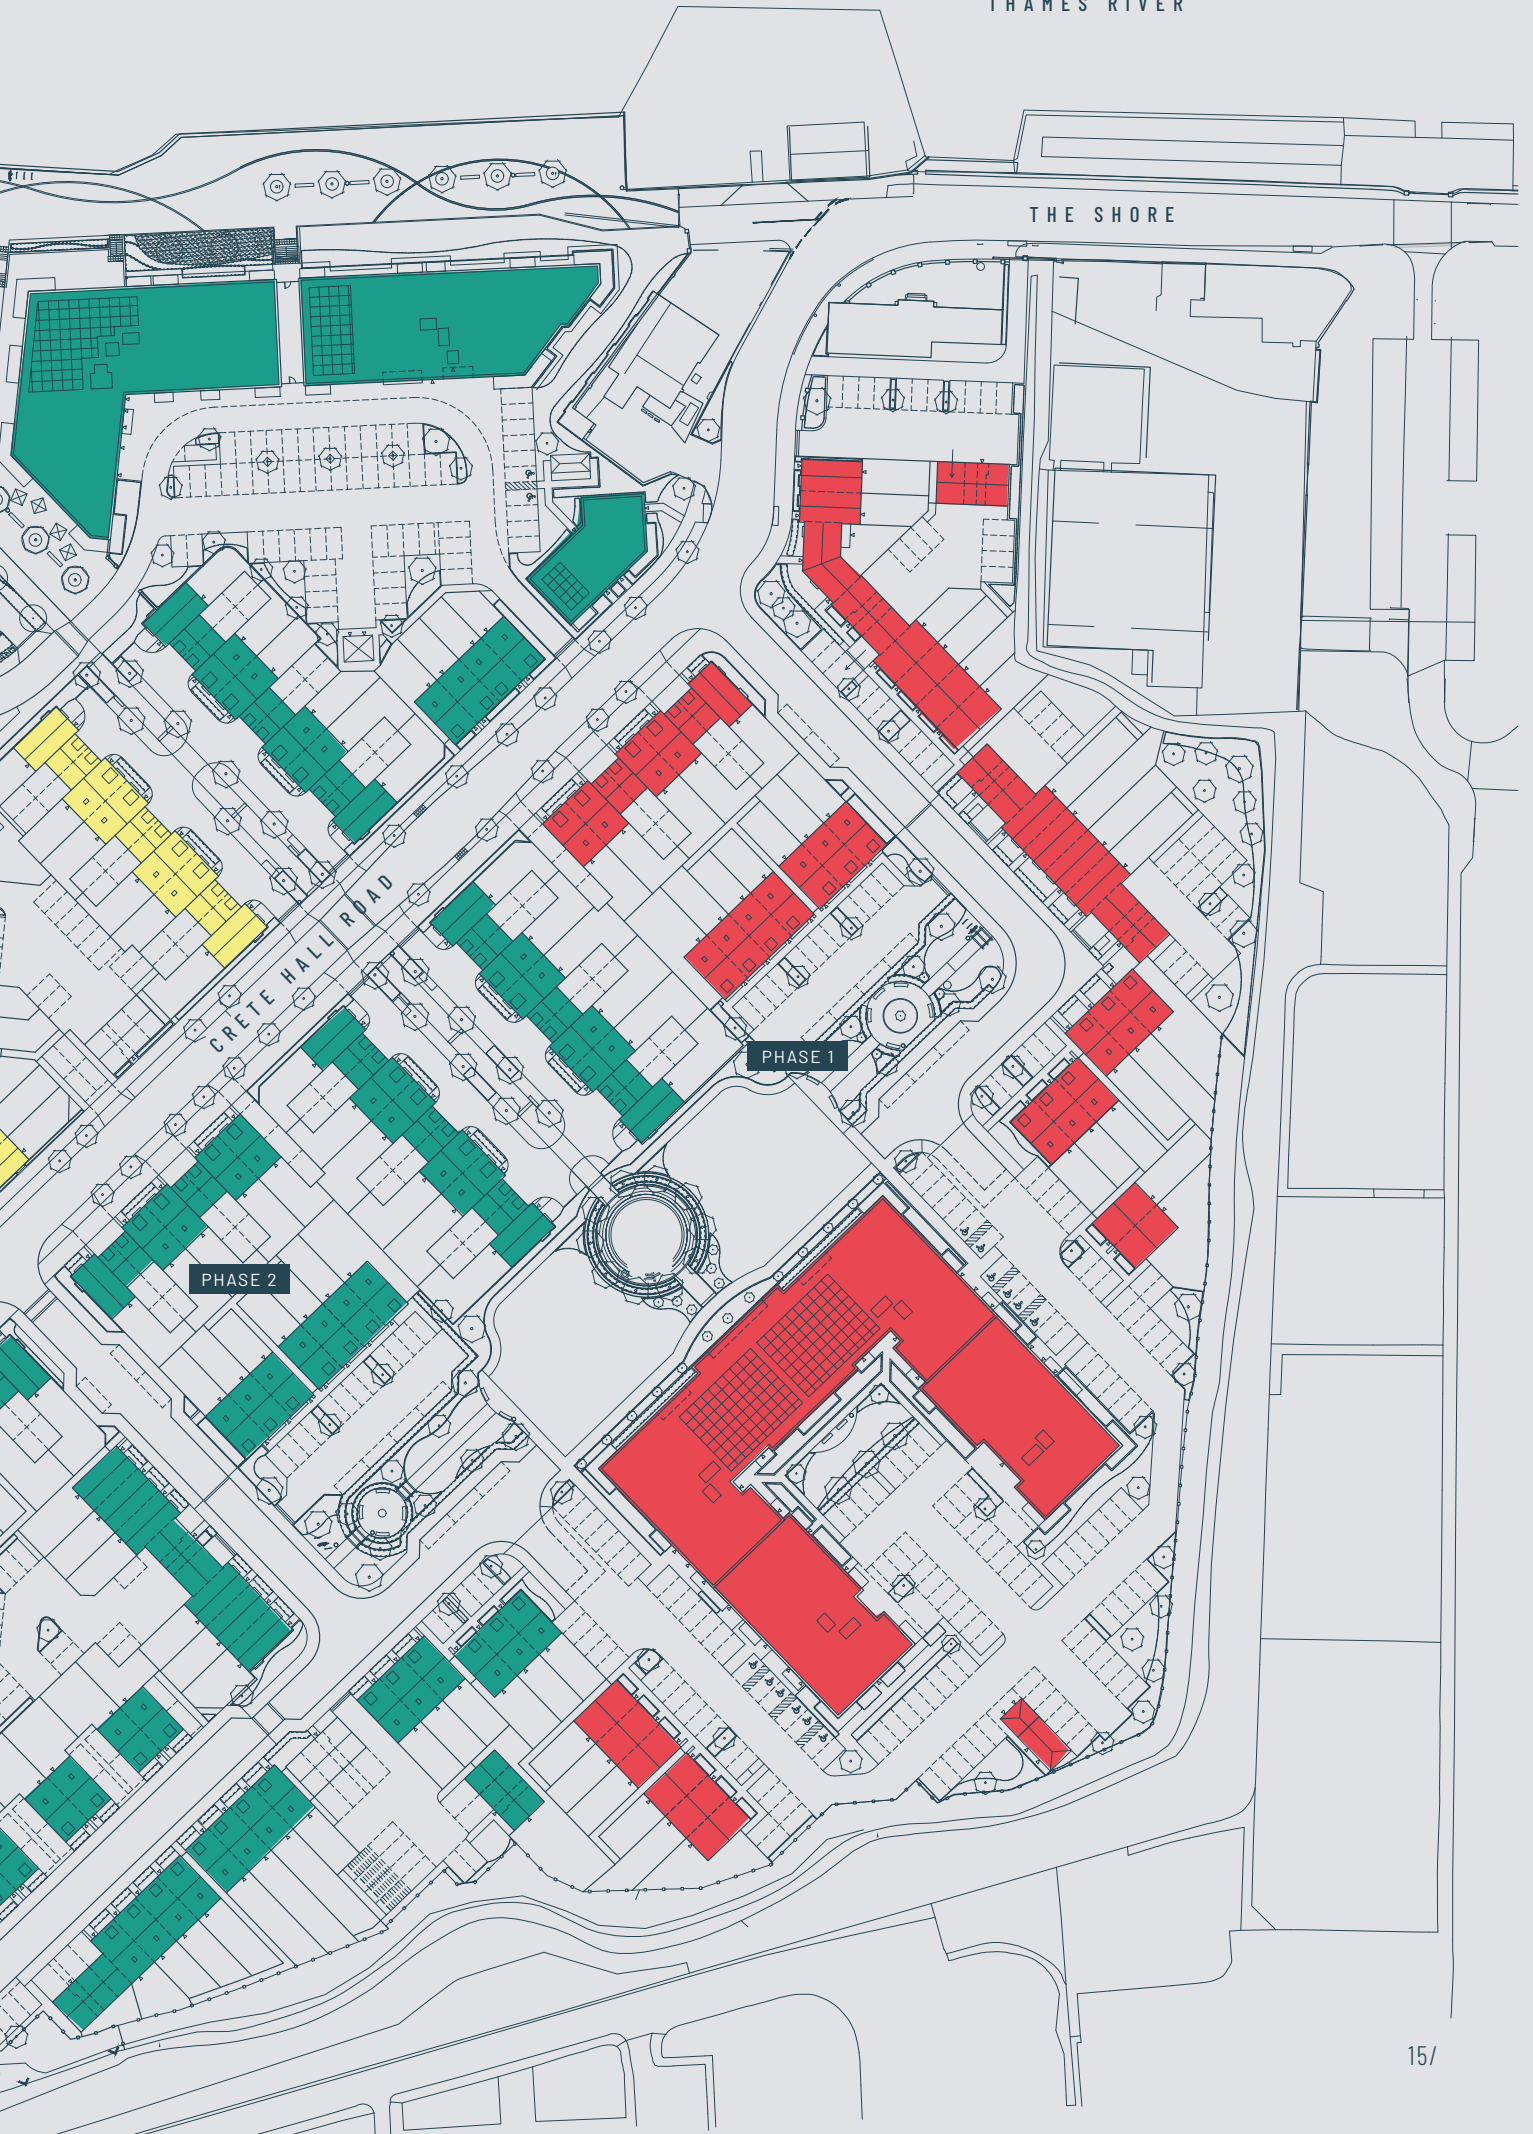 THAMES RIVER
THE SHORE
CRETE HALL ROAD
PHASE 1
PHASE 2
15/